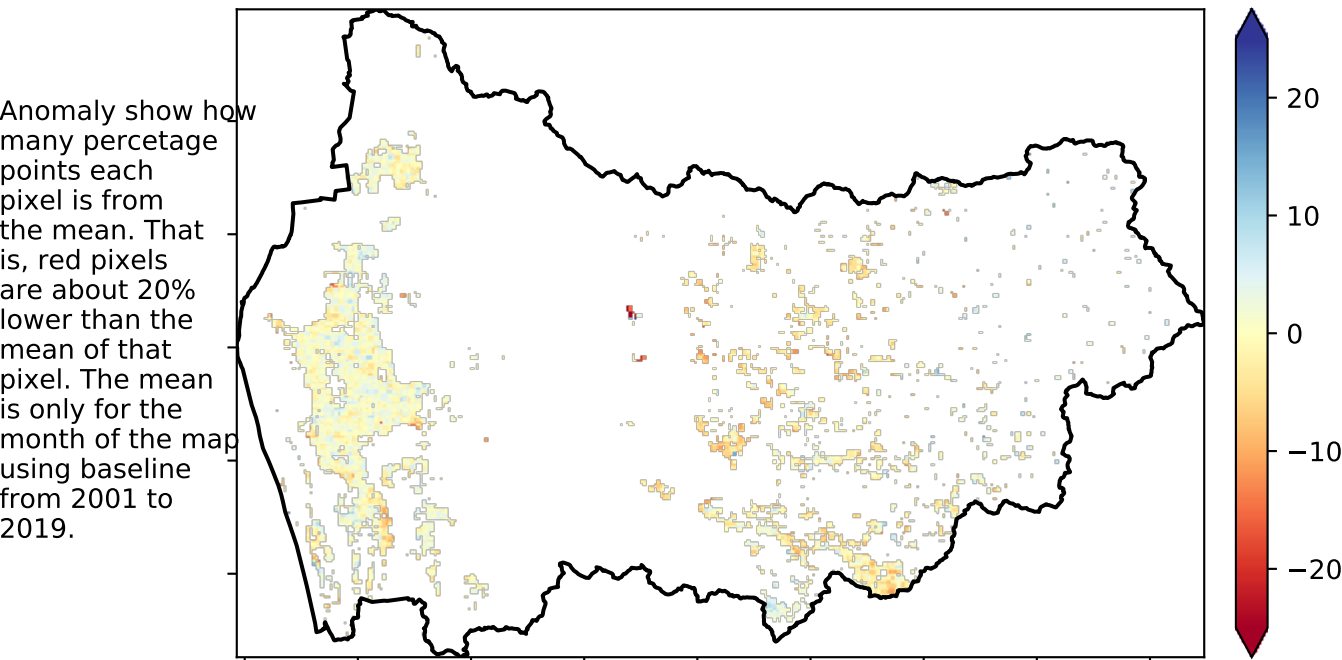 Anomaly show how
many percetage
points each
pixel is from
the mean. That
is, red pixels
are about 20%
lower than the
mean of that
pixel. The mean
is only for the
month of the map
using baseline
from 2001 to
2019.
20
10
0
−10
−20